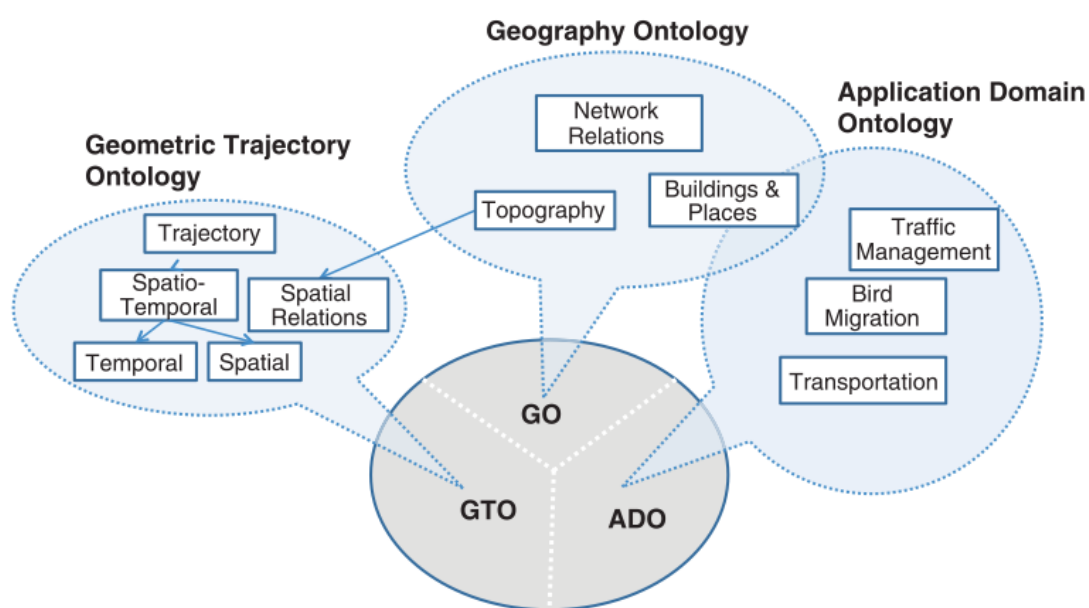 Geography Ontology
Application Domain
Ontology
Geometric Trajectory
Ontology
Network
Relations
Buildings &
Places
Topography
Traffic
Management
Bird
Migration
Transportation
Trajectory
Spatio-
Temporal
Spatial
Relations
Temporal
Spatial
GO
GTO
ADO